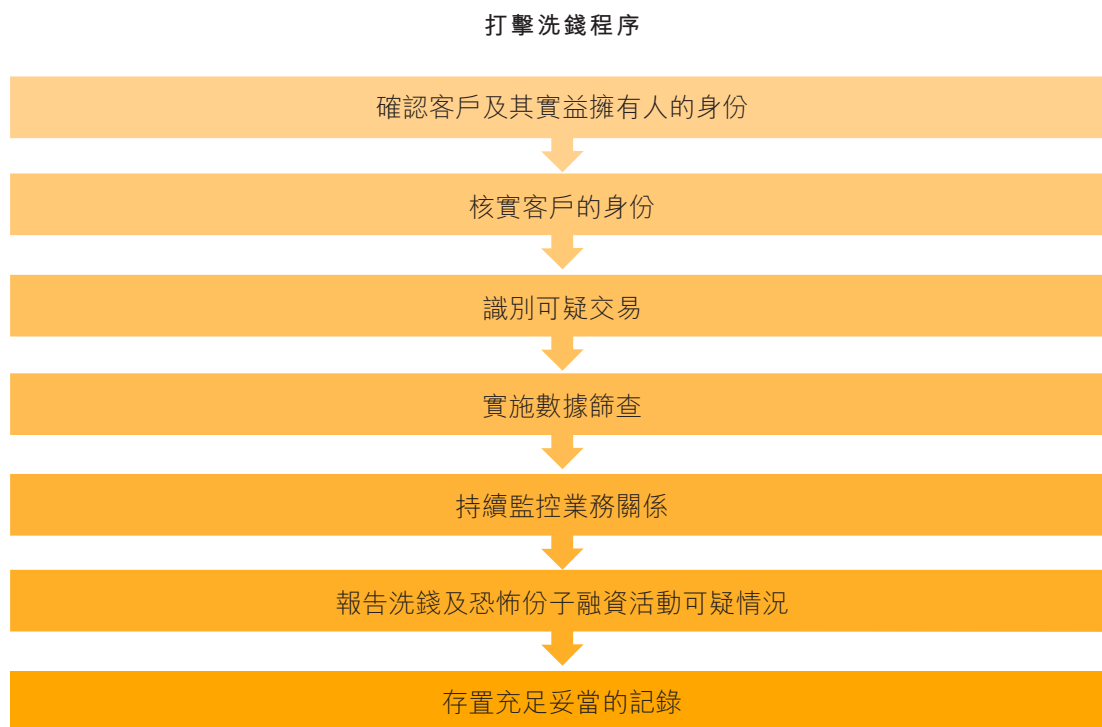 打擊洗錢程序
確認客戶及其實益擁有人的身份
核實客戶的身份
識別可疑交易
實施數據篩查
持續監控業務關係
報告洗錢及恐怖份子融資活動可疑情況
存置充足妥當的記錄